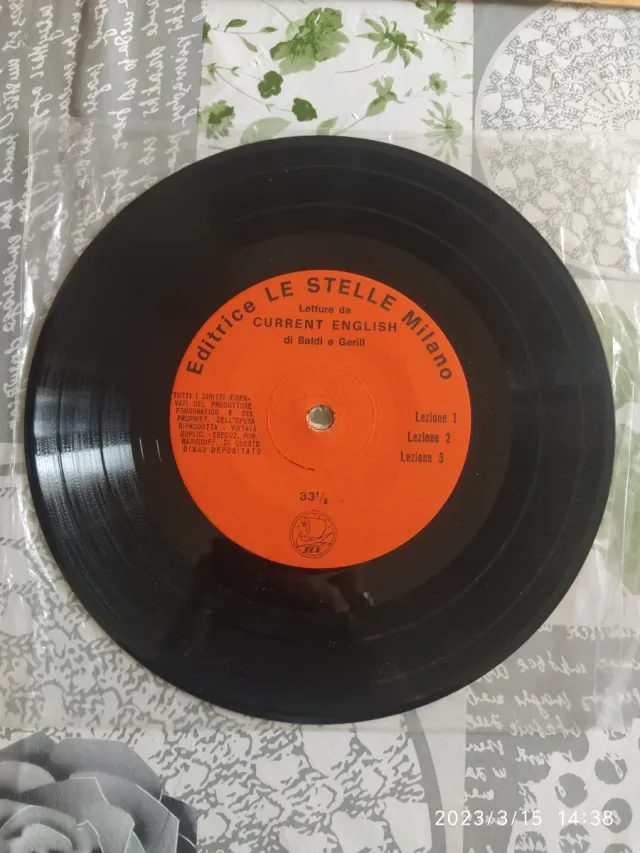 Editrice LE STELLE Milano
Letture da
CURRENT ENGLISH
di Baldi e Gerill
TUTTI I DIRITTI RISER-
VATI DEL PRODUTTORE
FONOGRAFICO E DEL
PROPRIET. DELL'OPERA
RIPRODOTTA - VIETATA
DUPLIC. - ESECUZ. PUB.
RADIODIFF. DI QUESTO
DISCO DEPOSITATO
Lezione 1
Lezione 2
Lezione 3
33 1/3
2023/3/15 14:38